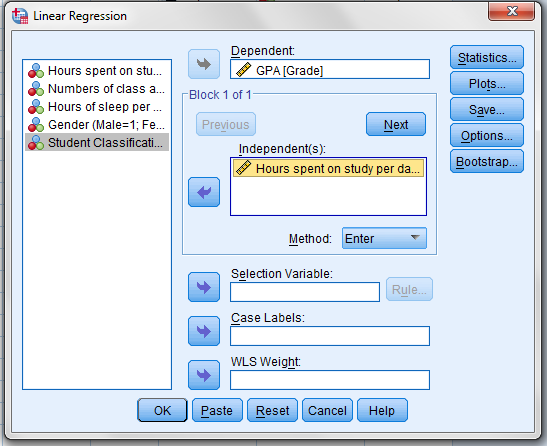 Linear Regression
Hours spent on stu...
Numbers of class a...
Hours of sleep per ...
Gender (Male=1; Fe...
Student Classificati...
Dependent:
GPA [Grade]
Block 1 of 1
Previous
Next
Independent(s):
Hours spent on study per da...
Method:
Enter
Selection Variable:
Rule...
Case Labels:
WLS Weight:
Statistics...
Plots...
Save...
Options...
Bootstrap...
OK
Paste
Reset
Cancel
Help